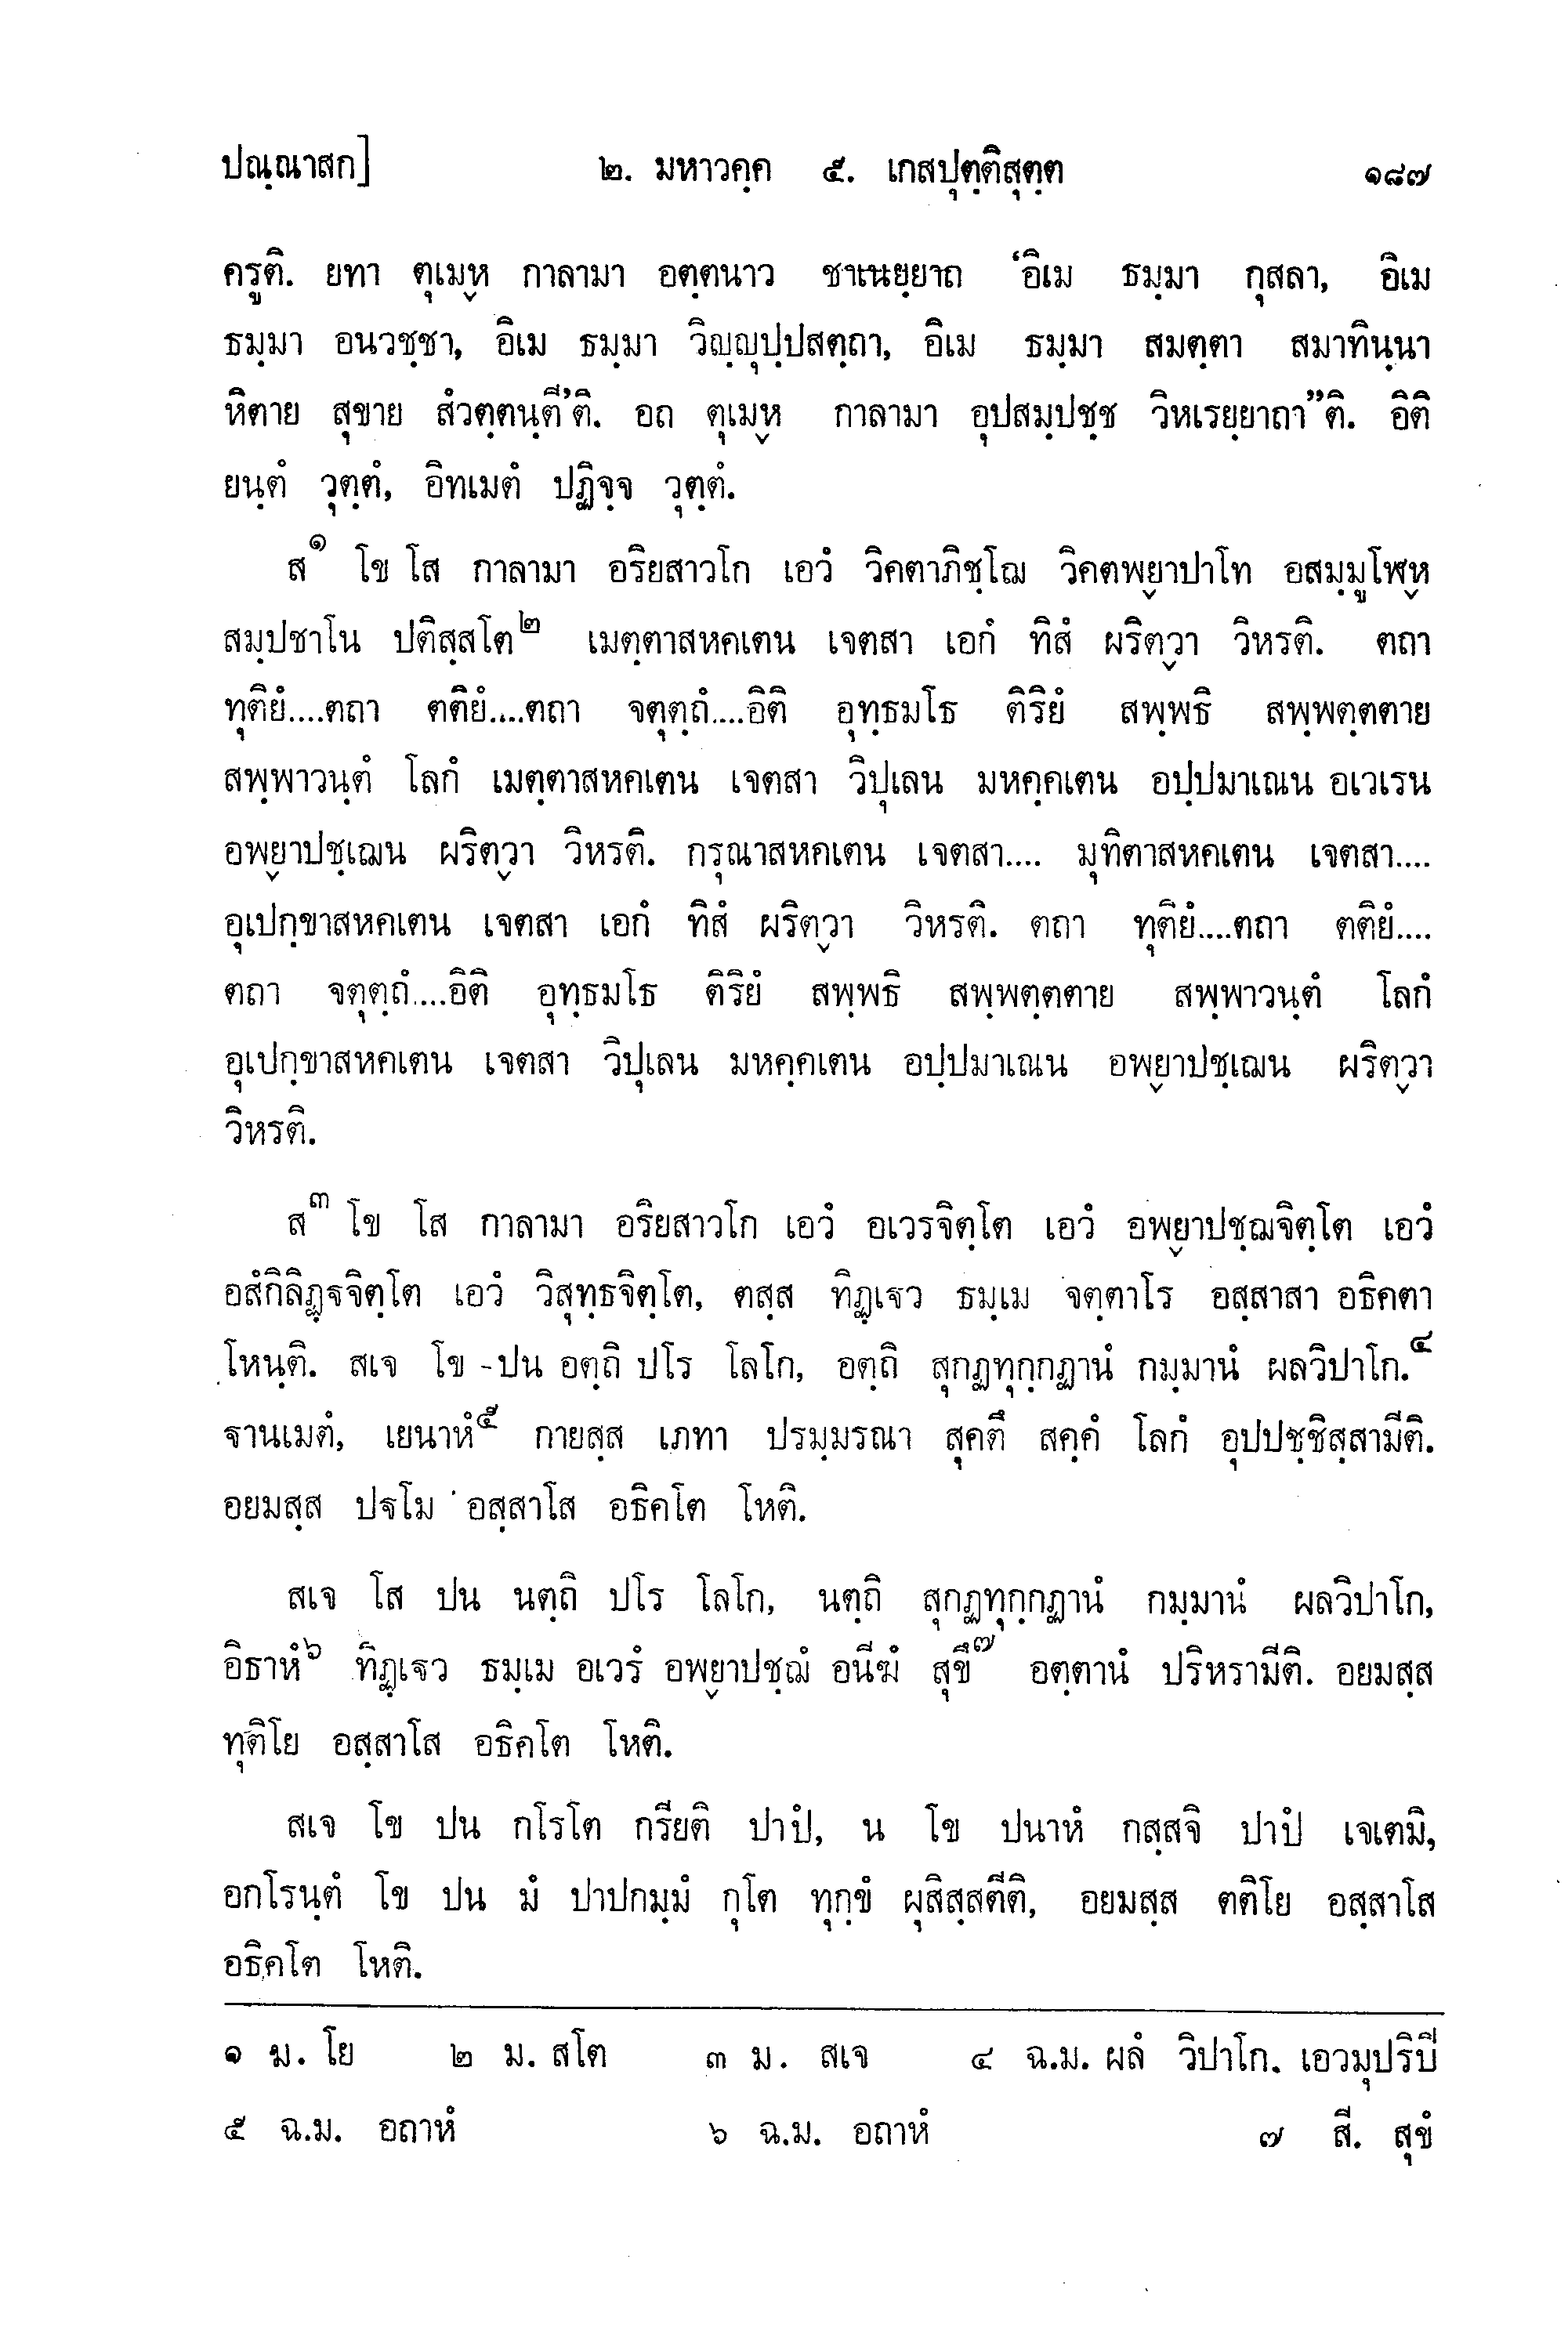 ปณฺณาสก] ๒. มหาวคฺค ๕. เกสปุตฺติสุตฺต ๑๘๗
ครูติ. ยทา ตุเมฺห กาลามา อตฺตนาว ชาเนยฺยาถ ‘อิเม ธมฺมา กุสลา, อิเม
ธมฺมา อนวชฺชา, อิเม ธมฺมา วิญฺญุปฺปสตฺถา, อิเม ธมฺมา สมตฺตา สมาทินฺนา
หิตาย สุขาย สํวตฺตนฺตี’ติ. อถ ตุเมฺห กาลามา อุปสมฺปชฺช วิหเรยฺยาถา”ติ. อิติ
ยนฺตํ วุตฺตํ, อิทเมตํ ปฏิจฺจ วุตฺตํ.
ส๑ โข โส กาลามา อริยสาวโก เอวํ วิคตาภิชฺโฌ วิคตพฺยาปาโท อสมฺมูโฬฺห
สมฺปชาโน ปติสฺสโต๒ เมตฺตาสหคเตน เจตสา เอกํ ทิสํ ผริตฺวา วิหรติ. ตถา
ทุติยํ....ตถา ตติยํ....ตถา จตุตฺถํ....อิติ อุทฺธมโธ ติริยํ สพฺพธิ สพฺพตฺตตาย
สพฺพาวนฺตํ โลกํ เมตฺตาสหคเตน เจตสา วิปุเลน มหคฺคเตน อปฺปมาเณน อเวเรน
อพฺยาปชฺเฌน ผริตฺวา วิหรติ. กรุณาสหคเตน เจตสา.... มุทิตาสหคเตน เจตสา....
อุเปกฺขาสหคเตน เจตสา เอกํ ทิสํ ผริตฺวา วิหรติ. ตถา ทุติยํ....ตถา ตติยํ....
ตถา จตุตฺถํ....อิติ อุทฺธมโธ ติริยํ สพฺพธิ สพฺพตฺตตาย สพฺพาวนฺตํ โลกํ
อุเปกฺขาสหคเตน เจตสา วิปุเลน มหคฺคเตน อปฺปมาเณน อพฺยาปชฺเฌน ผริตฺวา
วิหรติ.
ส๓ โข โส กาลามา อริยสาวโก เอวํ อเวรจิตฺโต เอวํ อพฺยาปชฺฌจิตฺโต เอวํ
อสํกิลิฏฺฐจิตฺโต เอวํ วิสุทฺธจิตฺโต, ตสฺส ทิฏฺเฐว ธมฺเม จตฺตาโร อสฺสาสา อธิคตา
โหนฺติ. สเจ โข -ปน อตฺถิ ปโร โลโก, อตฺถิ สุกฏทุกฺกฏานํ กมฺมานํ ผลวิปาโก.๔
ฐานเมตํ, เยนาหํ๕ กายสฺส เภทา ปรมฺมรณา สุคตึ สคฺคํ โลกํ อุปปชฺชิสฺสามีติ.
อยมสฺส ปฐโม อสฺสาโส อธิคโต โหติ.
สเจ โส ปน นตฺถิ ปโร โลโก, นตฺถิ สุกฏทุกฺกฏานํ กมฺมานํ ผลวิปาโก,
อิธาหํ๖ ทิฏฺเฐว ธมฺเม อเวรํ อพฺยาปชฺฌํ อนีฆํ สุขึ๗ อตฺตานํ ปริหรามีติ. อยมสฺส
ทุติโย อสฺสาโส อธิคโต โหติ.
สเจ โข ปน กโรโต กรียติ ปาปํ, น โข ปนาหํ กสฺสจิ ปาปํ เจเตมิ,
อกโรนฺตํ โข ปน มํ ปาปกมฺมํ กุโต ทุกฺขํ ผุสิสฺสตีติ, อยมสฺส ตติโย อสฺสาโส
อธิคโต โหติ.
๑ ม. โย ๒ ม. สโต ๓ ม. สเจ ๔ ฉ.ม. ผลํ วิปาโก. เอวมุปริปิ
๕ ฉ.ม. อถาหํ ๖ ฉ.ม. อถาหํ ๗ สี. สุขํ